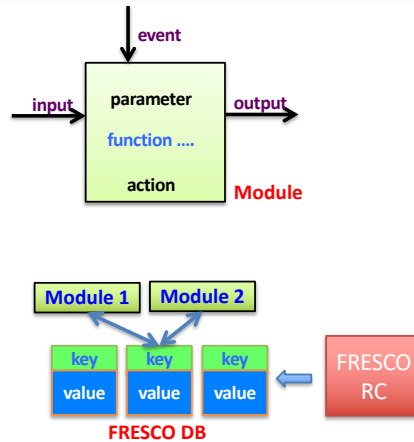 event
input
parameter
output
function ....
action
Module
Module 1
Module 2
key
key
key
value
value
value
FRESCO
RC
FRESCO DB